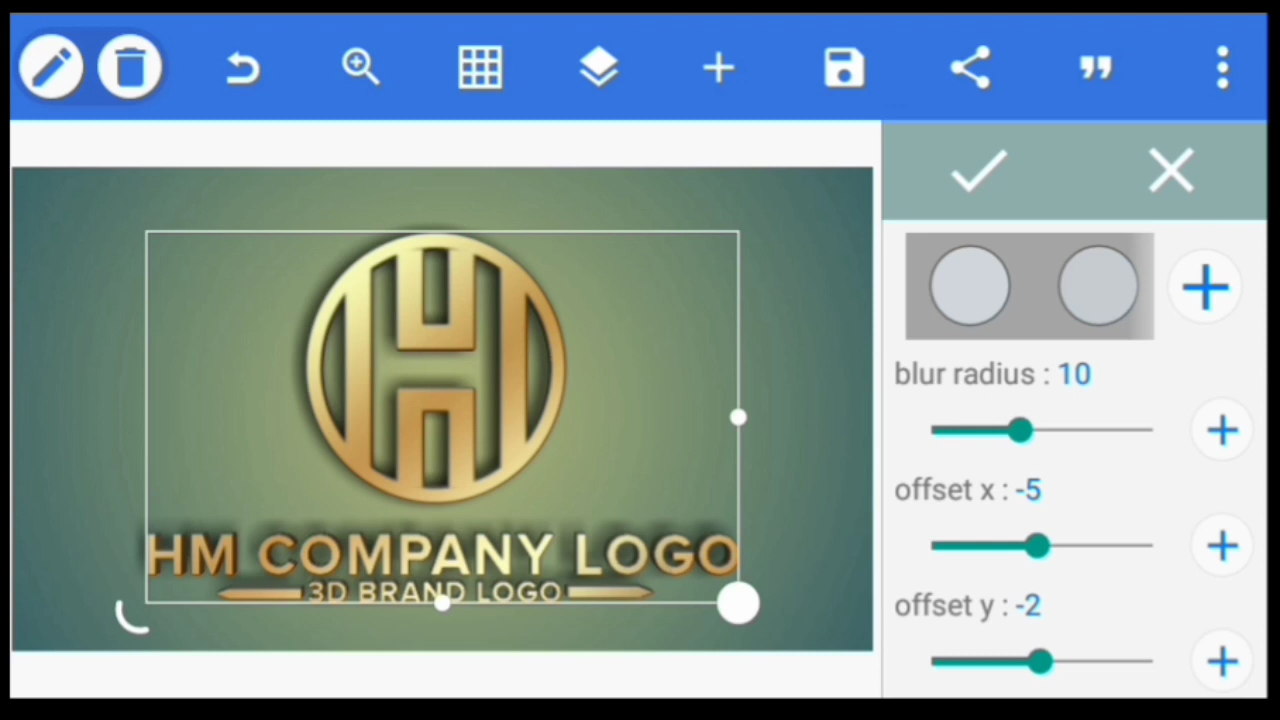 blur radius : 10
offset x : -5
offset y : -2
HM COMPANY LOGO
3D BRAND LOGO